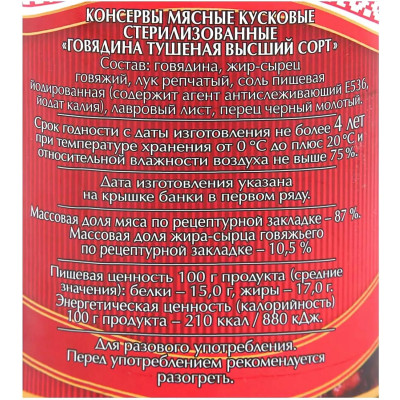 КОНСЕРВЫ МЯСНЫЕ КУСКОВЫЕ
СТЕРИЛИЗОВАННЫЕ
«ГОВЯДИНА ТУШЕНАЯ ВЫСШИЙ СОРТ»
Состав: говядина, жир-сырец
говяжий, лук репчатый, соль пищевая
йодированная (содержит агент антислеживающий Е536,
йодат калия), лавровый лист, перец черный молотый.
Срок годности с даты изготовления не более 4 лет
при температуре хранения от 0 °С до плюс 20 °С и
относительной влажности воздуха не выше 75 %.
Дата изготовления указана
на крышке банки в первом ряду.
Массовая доля мяса по рецептурной закладке – 87 %.
Массовая доля жира-сырца говяжьего
по рецептурной закладке – 10,5 %
Пищевая ценность 100 г продукта (средние
значения): белки – 15,0 г, жиры – 17,0 г.
Энергетическая ценность (калорийность)
100 г продукта – 210 ккал / 880 кДж.
Для разового употребления.
Перед употреблением рекомендуется
разогреть.